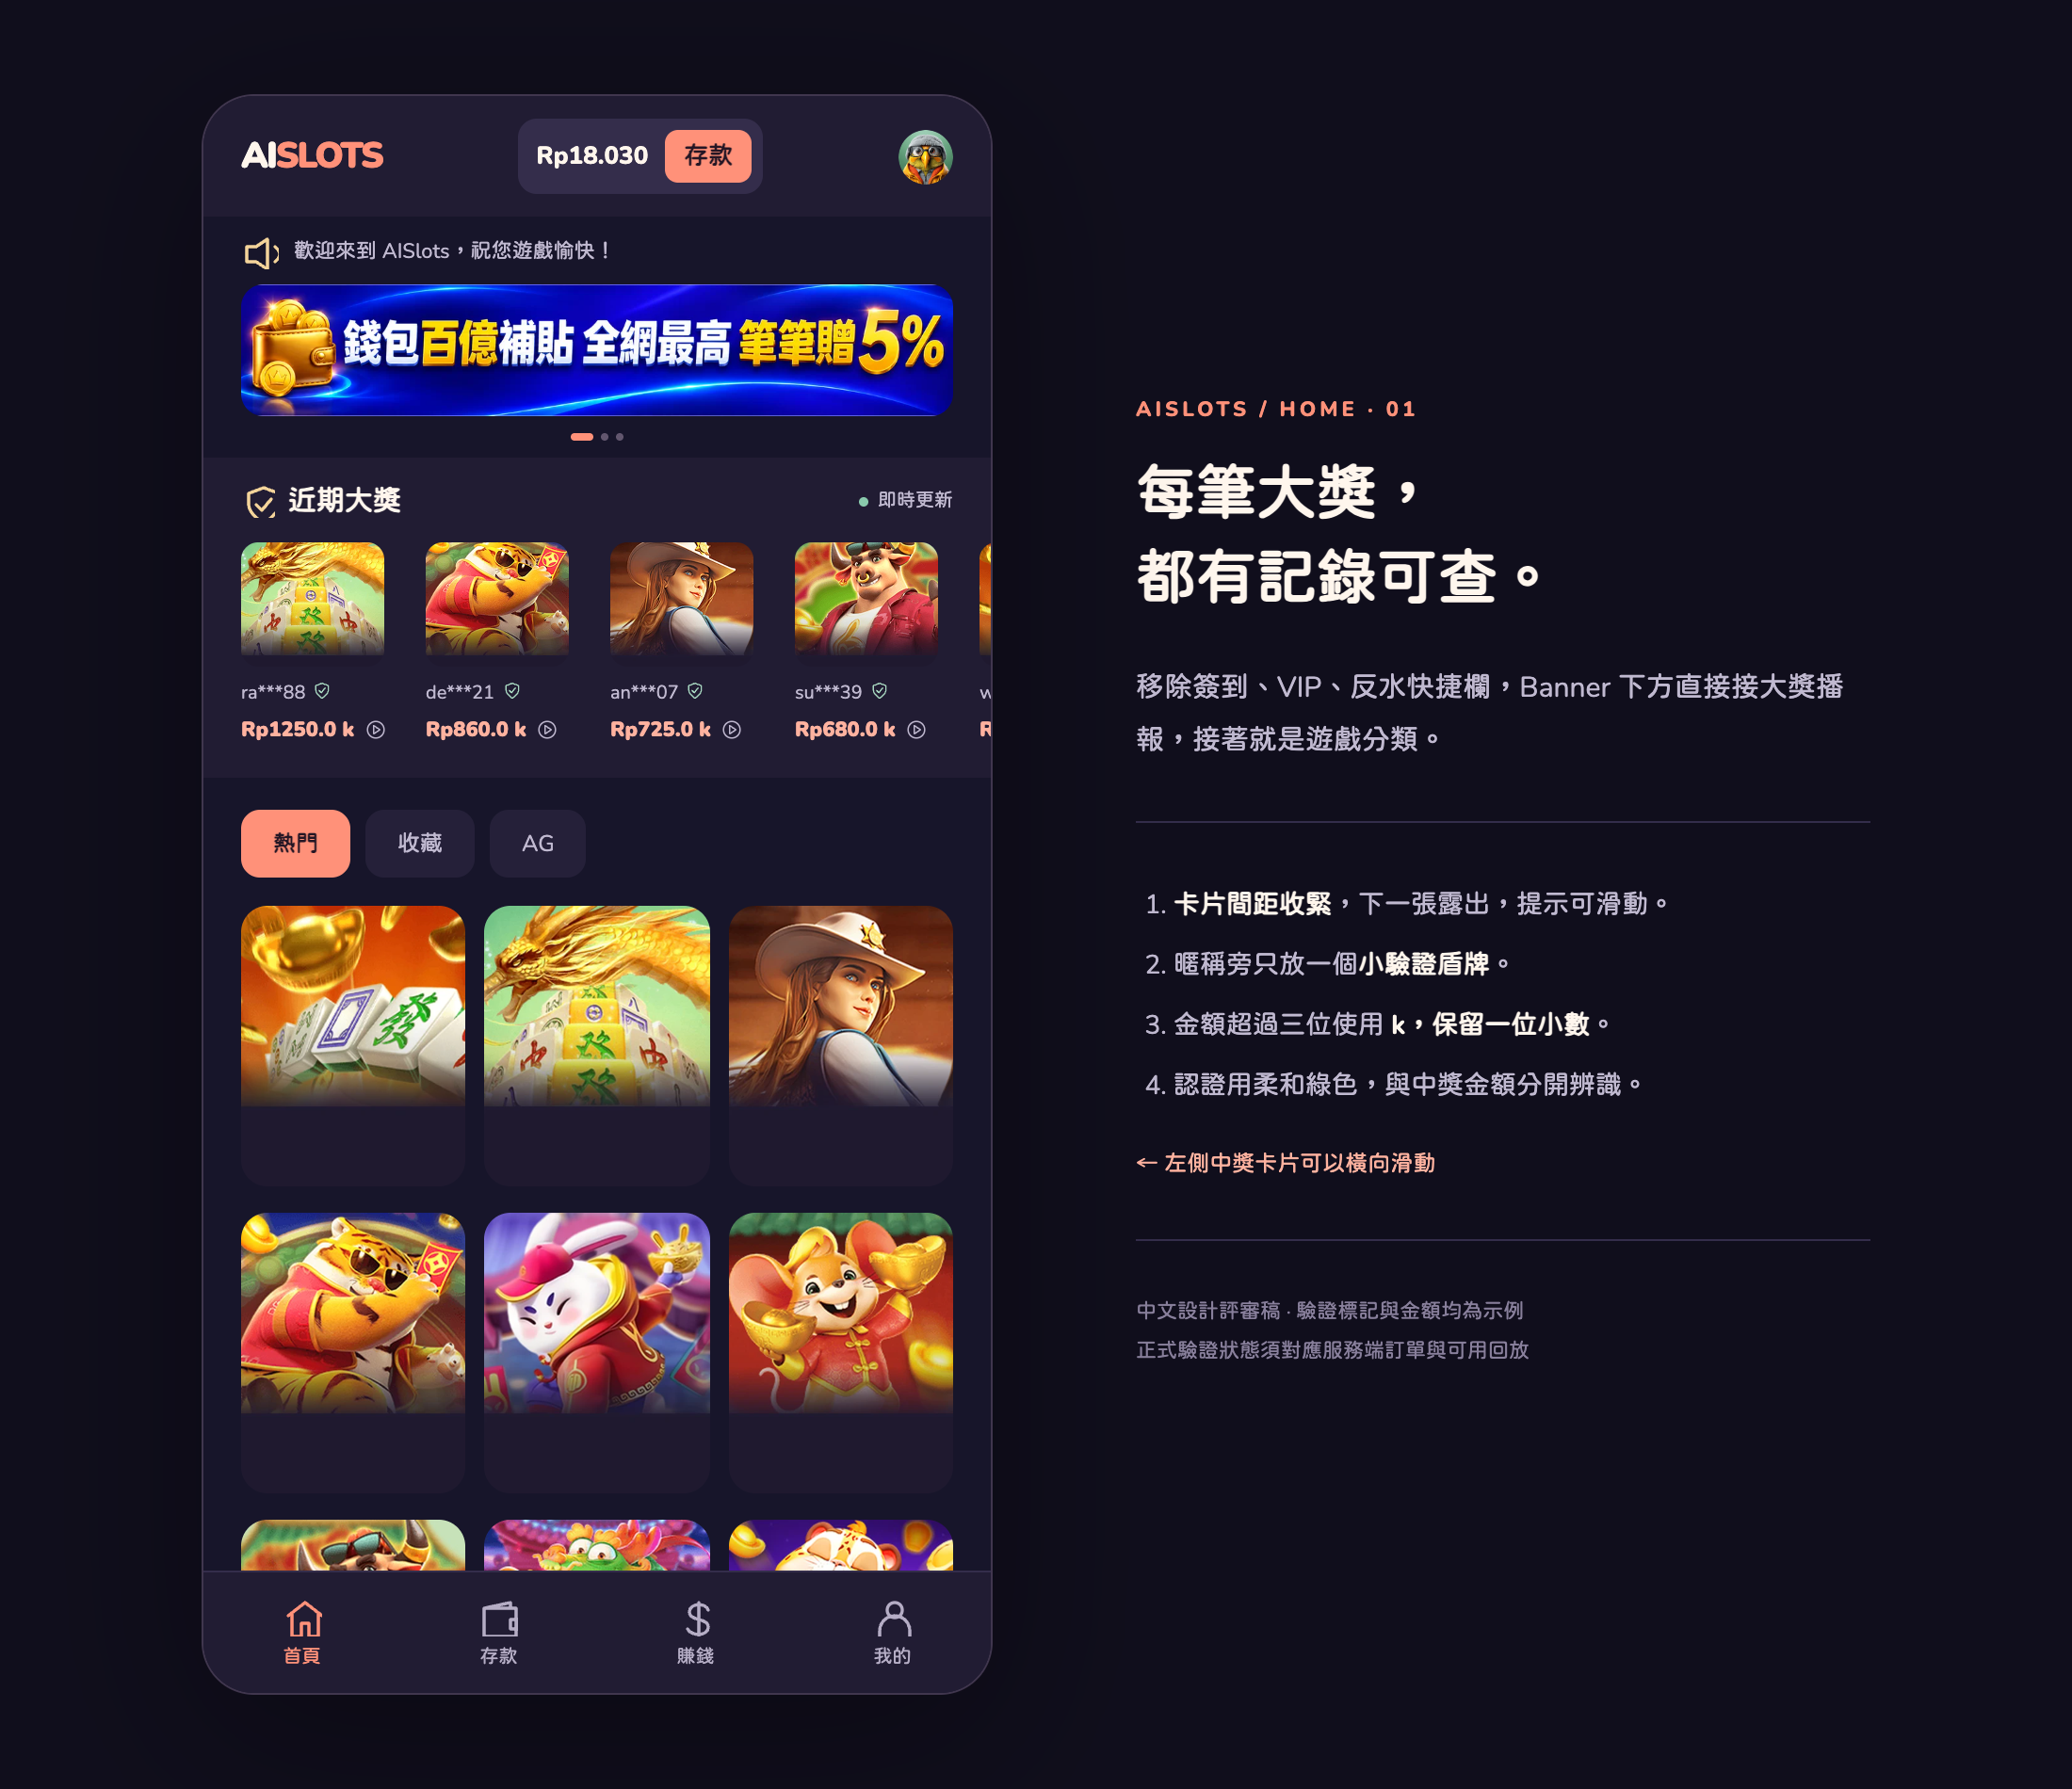 AISLOTS
Rp18.030 存款
歡迎來到 AISlots，祝您遊戲愉快！
錢包百億補貼 全網最高 筆筆贈5%
近期大獎
即時更新
ra***88 de***21 an***07 su***39 w
Rp1250.0 k Rp860.0 k Rp725.0 k Rp680.0 k R
熱門 收藏 AG
首頁 存款 賺錢 我的
AISLOTS / HOME · 01
每筆大獎，
都有記錄可查。
移除簽到、VIP、反水快捷欄，Banner 下方直接接大獎播
報，接著就是遊戲分類。
1. 卡片間距收緊，下一張露出，提示可滑動。
2. 暱稱旁只放一個小驗證盾牌。
3. 金額超過三位使用 k，保留一位小數。
4. 認證用柔和綠色，與中獎金額分開辨識。
← 左側中獎卡片可以橫向滑動
中文設計評審稿 · 驗證標記與金額均為示例
正式驗證狀態須對應服務端訂單與可用回放